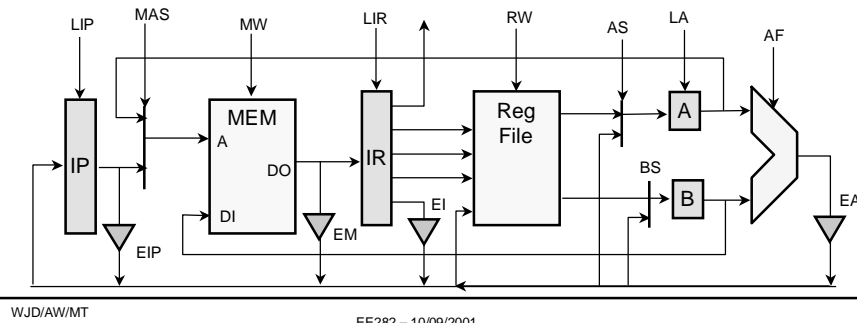 LIP
MAS
MW
LIR
RW
AS
LA
AF
MEM
A
DO
DI
IP
IR
Reg
File
A
B
BS
EI
EM
EIP
EA
WJD/AW/MT